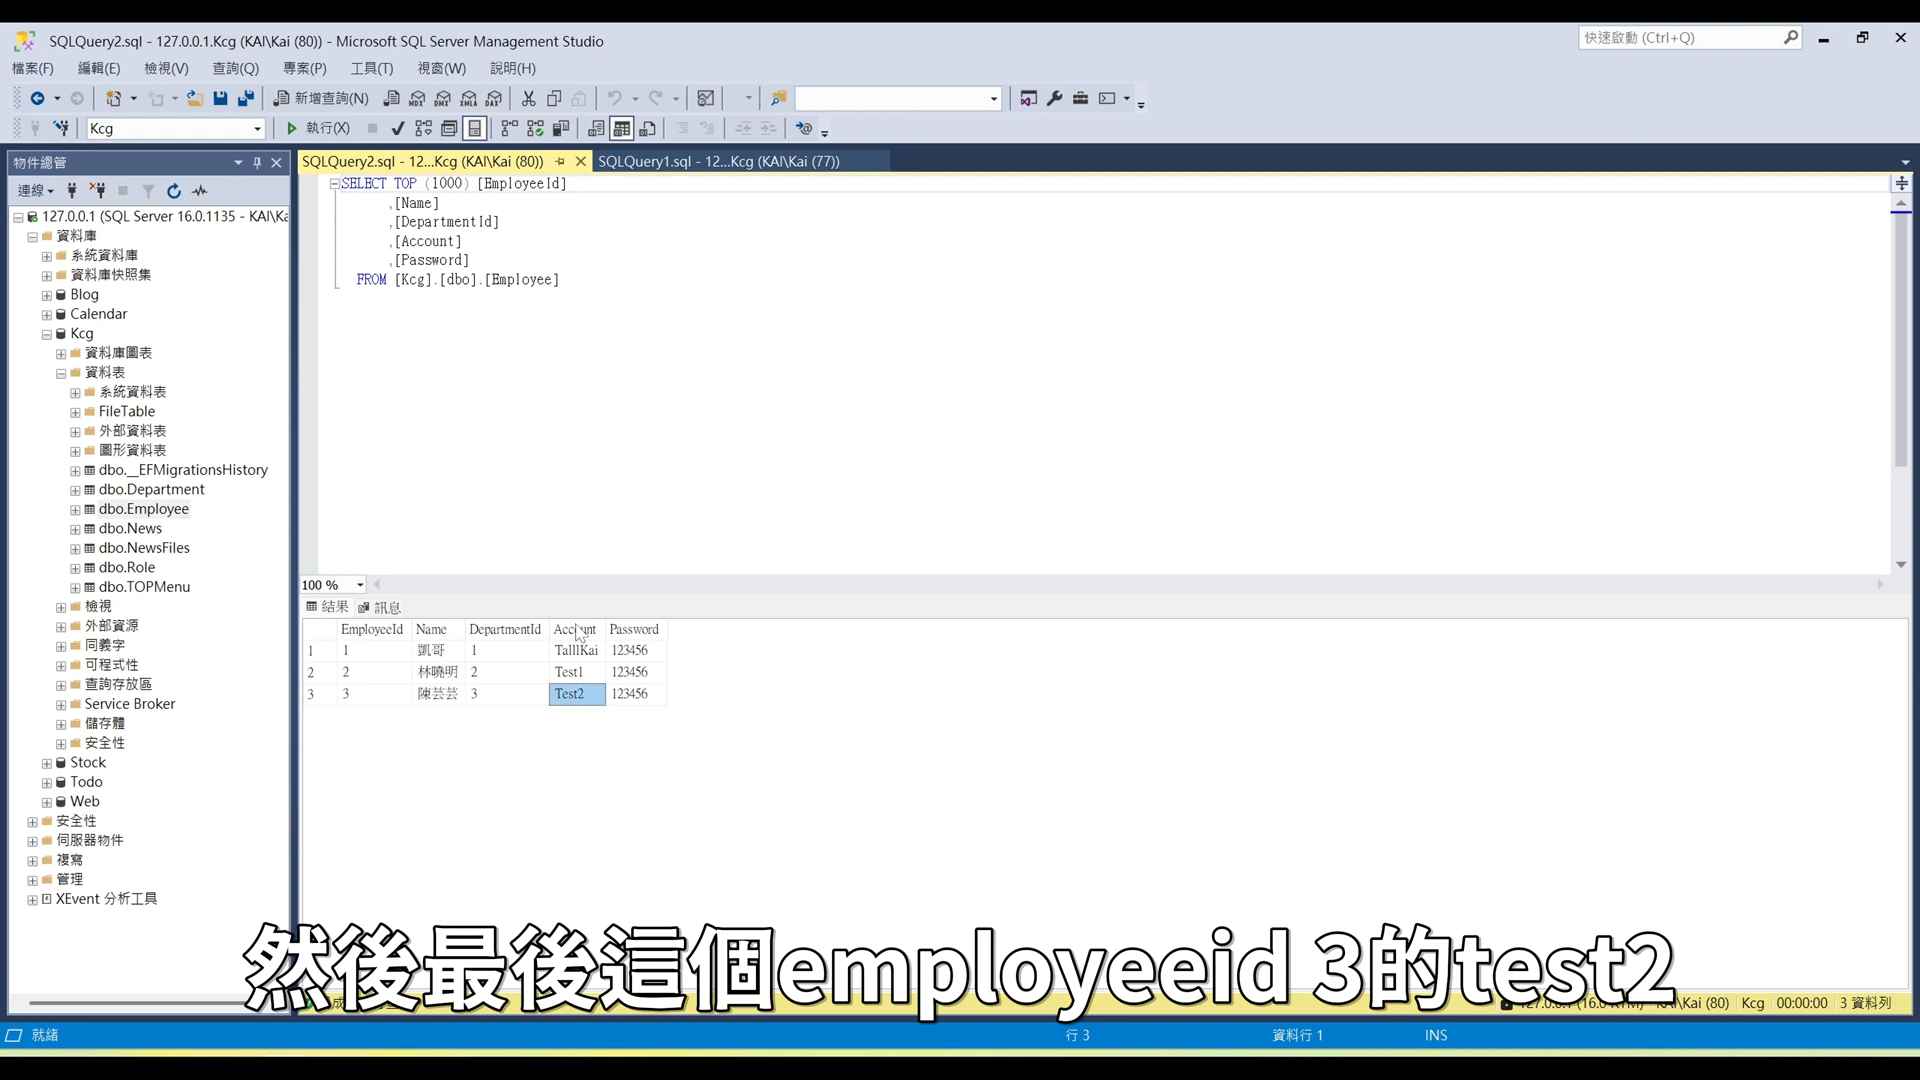 SQLQuery2.sql - 127.0.0.1.Kcg (KAI\Kai (80)) - Microsoft SQL Server Management Studio
快速啟動 (Ctrl+Q)
檔案(F) 編輯(E) 檢視(V) 查詢(Q) 專案(P) 工具(T) 視窗(W) 說明(H)
新增查詢(N) MDX DMX XMLA DAX
Kcg 執行(X)
物件總管
SQLQuery2.sql - 12...Kcg (KAI\Kai (80)) SQLQuery1.sql - 12...Kcg (KAI\Kai (77))
連線
127.0.0.1 (SQL Server 16.0.1135 - KAI\Ka
資料庫
系統資料庫
資料庫快照集
Blog
Calendar
Kcg
資料庫圖表
資料表
系統資料表
FileTable
外部資料表
圖形資料表
dbo.__EFMigrationsHistory
dbo.Department
dbo.Employee
dbo.News
dbo.NewsFiles
dbo.Role
dbo.TOPMenu
檢視
外部資源
同義字
可程式性
查詢存放區
Service Broker
儲存體
安全性
Stock
Todo
Web
安全性
伺服器物件
複寫
管理
XEvent 分析工具
SELECT TOP (1000) [EmployeeId]
,[Name]
,[DepartmentId]
,[Account]
,[Password]
FROM [Kcg].[dbo].[Employee]
100 %
結果 訊息
EmployeeId Name DepartmentId Account Password
1 1 凱哥 1 TalllKai 123456
2 2 林曉明 2 Test1 123456
3 3 陳芸芸 3 Test2 123456
然後最後這個employeeid 3的test2
KAI\Kai (80) Kcg 00:00:00 3 資料列
就緒 行 3 資料行 1 INS